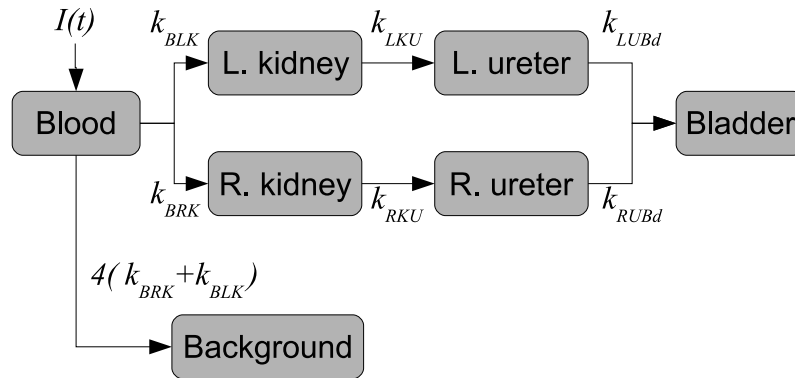 I(t)
k_BLK
k_LKU
k_LUBd
L. kidney
L. ureter
Blood
Bladder
R. kidney
R. ureter
k_BRK
k_RKU
k_RUBd
4( k_BRK+k_BLK)
Background